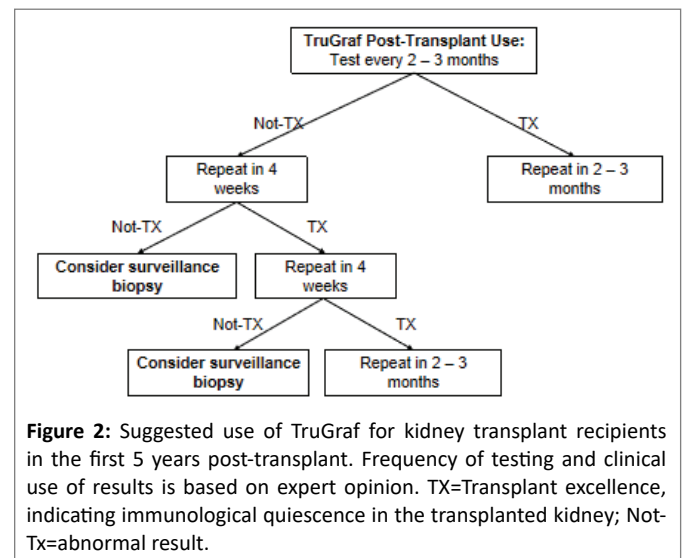 TruGraf Post-Transplant Use:
Test every 2 – 3 months
Not-TX
TX
Repeat in 4
weeks
Repeat in 2 – 3
months
Not-TX
TX
Consider surveillance
biopsy
Repeat in 4
weeks
Not-TX
TX
Consider surveillance
biopsy
Repeat in 2 – 3
months
Figure 2: Suggested use of TruGraf for kidney transplant recipients
in the first 5 years post-transplant. Frequency of testing and clinical
use of results is based on expert opinion. TX=Transplant excellence,
indicating immunological quiescence in the transplanted kidney; Not-
Tx=abnormal result.